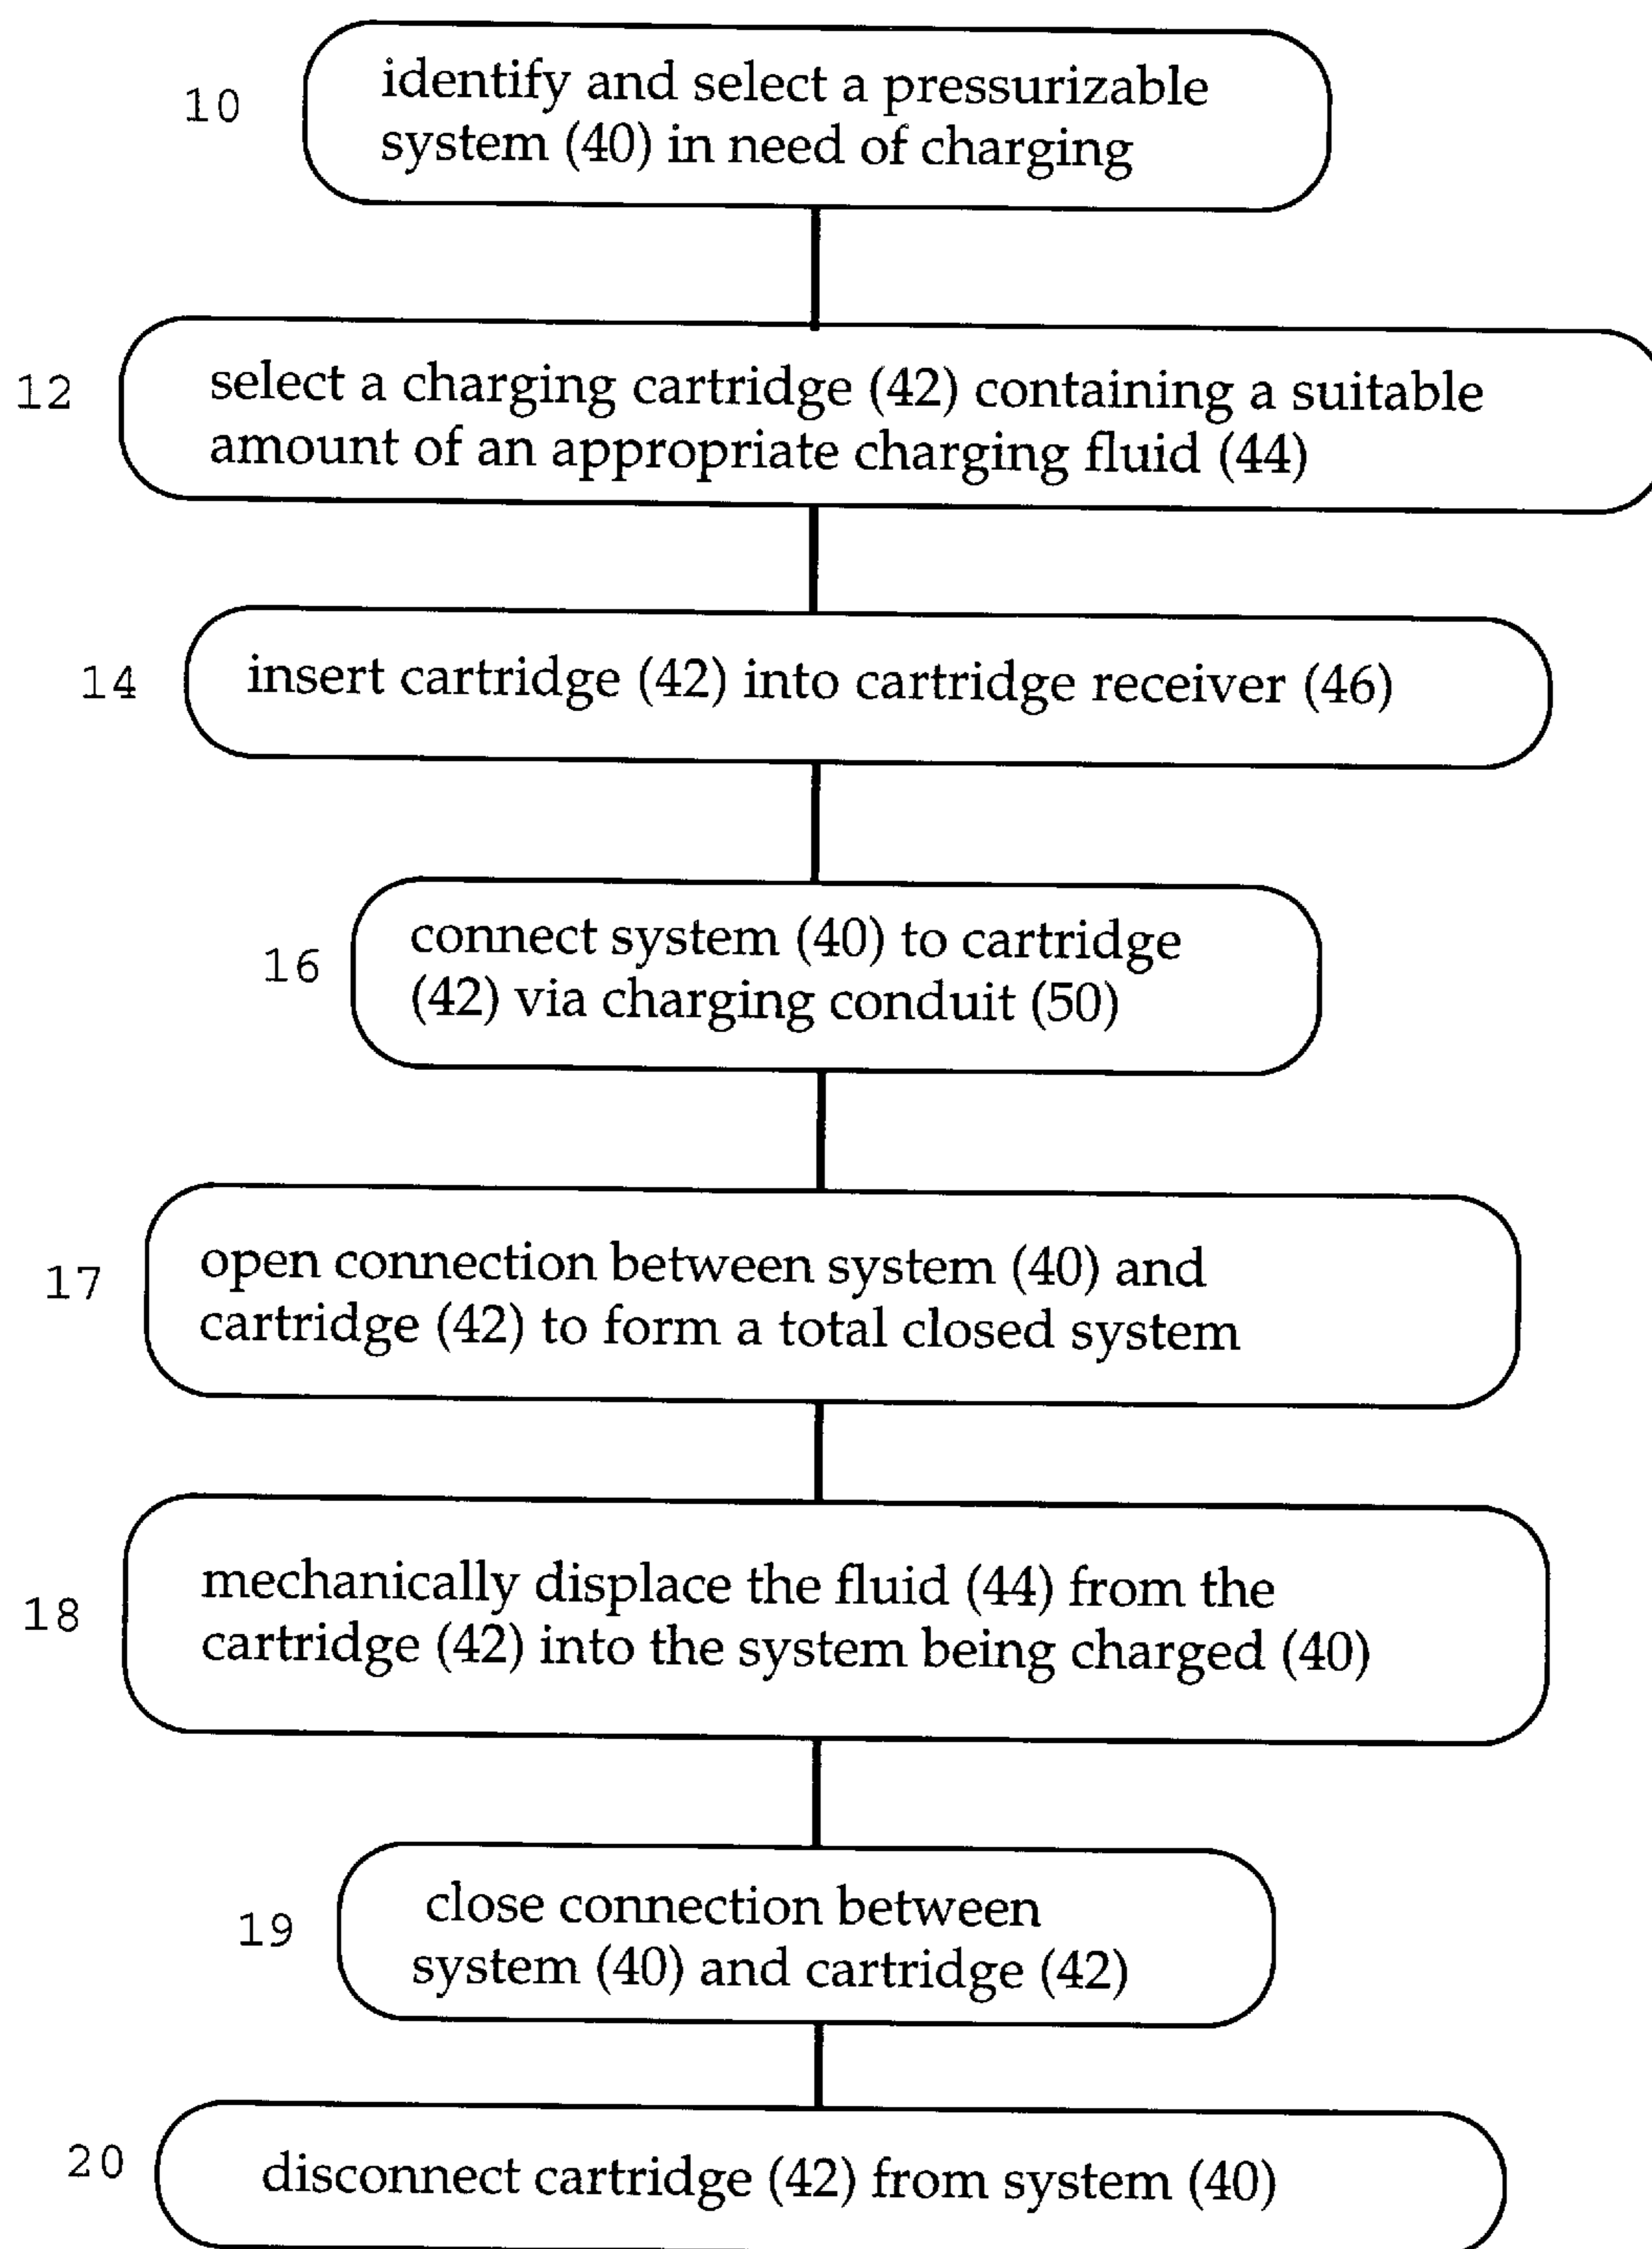 10
identify and select a pressurizable
system (40) in need of charging
12
select a charging cartridge (42) containing a suitable
amount of an appropriate charging fluid (44)
14
insert cartridge (42) into cartridge receiver (46)
16
connect system (40) to cartridge
(42) via charging conduit (50)
17
open connection between system (40) and
cartridge (42) to form a total closed system
18
mechanically displace the fluid (44) from the
cartridge (42) into the system being charged (40)
19
close connection between
system (40) and cartridge (42)
20
disconnect cartridge (42) from system (40)